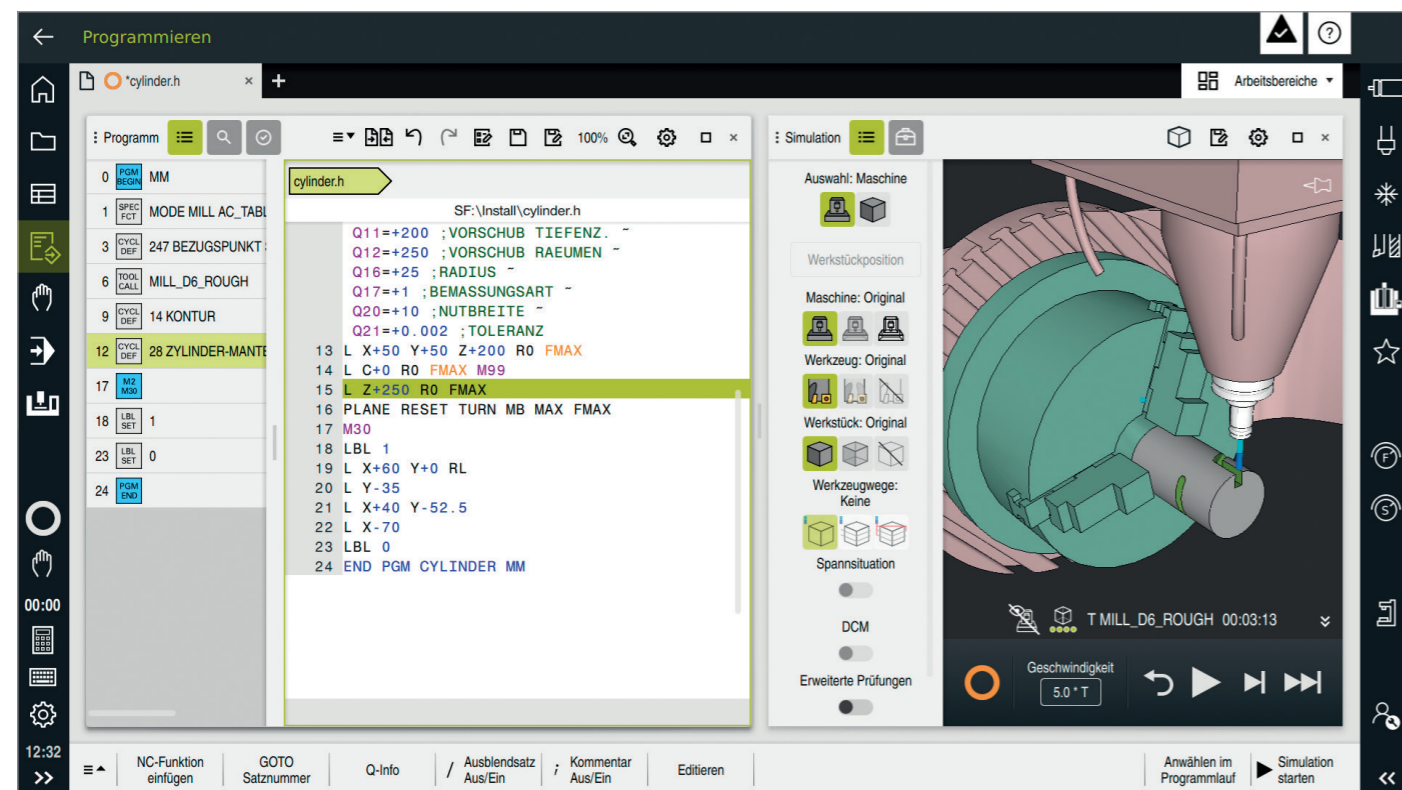 Programmieren
*cylinder.h
Arbeitsbereiche
Programm
100%
0 PGM BEGIN MM
1 SPEC FCT MODE MILL AC_TABL
3 CYCL DEF 247 BEZUGSPUNKT
6 TOOL CALL MILL_D6_ROUGH
9 CYCL DEF 14 KONTUR
12 CYCL DEF 28 ZYLINDER-MANTE
17 M2 M30
18 LBL SET 1
23 LBL SET 0
24 PGM END
cylinder.h
SF:\Install\cylinder.h
Q11=+200 ;VORSCHUB TIEFENZ. ~
Q12=+250 ;VORSCHUB RAEUMEN ~
Q16=+25 ;RADIUS ~
Q17=+1 ;BEMASSUNGSART ~
Q20=+10 ;NUTBREITE ~
Q21=+0.002 ;TOLERANZ
13 L X+50 Y+50 Z+200 R0 FMAX
14 L C+0 R0 FMAX M99
15 L Z+250 R0 FMAX
16 PLANE RESET TURN MB MAX FMAX
17 M30
18 LBL 1
19 L X+60 Y+0 RL
20 L Y-35
21 L X+40 Y-52.5
22 L X-70
23 LBL 0
24 END PGM CYLINDER MM
Simulation
Auswahl: Maschine
Werkstückposition
Maschine: Original
Werkzeug: Original
Werkstück: Original
Werkzeugwege:
Keine
Spannsituation
DCM
Erweiterte Prüfungen
T MILL_D6_ROUGH 00:03:13
Geschwindigkeit
5.0 * T
F
S
00:00
12:32
NC-Funktion
einfügen
GOTO
Satznummer
Q-Info
/ Ausblendsatz
Aus/Ein
; Kommentar
Aus/Ein
Editieren
Anwählen im
Programmlauf
Simulation
starten